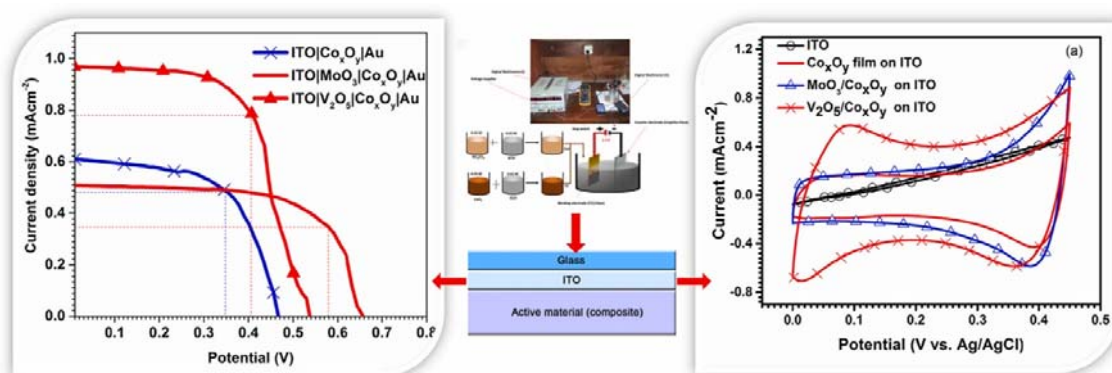 1.0
0.8
0.6
0.4
0.2
0.0
0.1 0.2 0.3 0.4 0.5 0.6 0.7 0.8
Current density (mAcm-2)
Potential (V)
ITO|CoxOy|Au
ITO|MoO3|CoxOy|Au
ITO|V2O5|CoxOy|Au
Glass
ITO
Active material (composite)
(a)
ITO
CoxOy film on ITO
MoO3/CoxOy on ITO
V2O5/CoxOy on ITO
1.2
0.8
0.4
0.0
-0.4
-0.8
0.0 0.1 0.2 0.3 0.4 0.5
Current (mAcm-2)
Potential (V vs. Ag/AgCl)